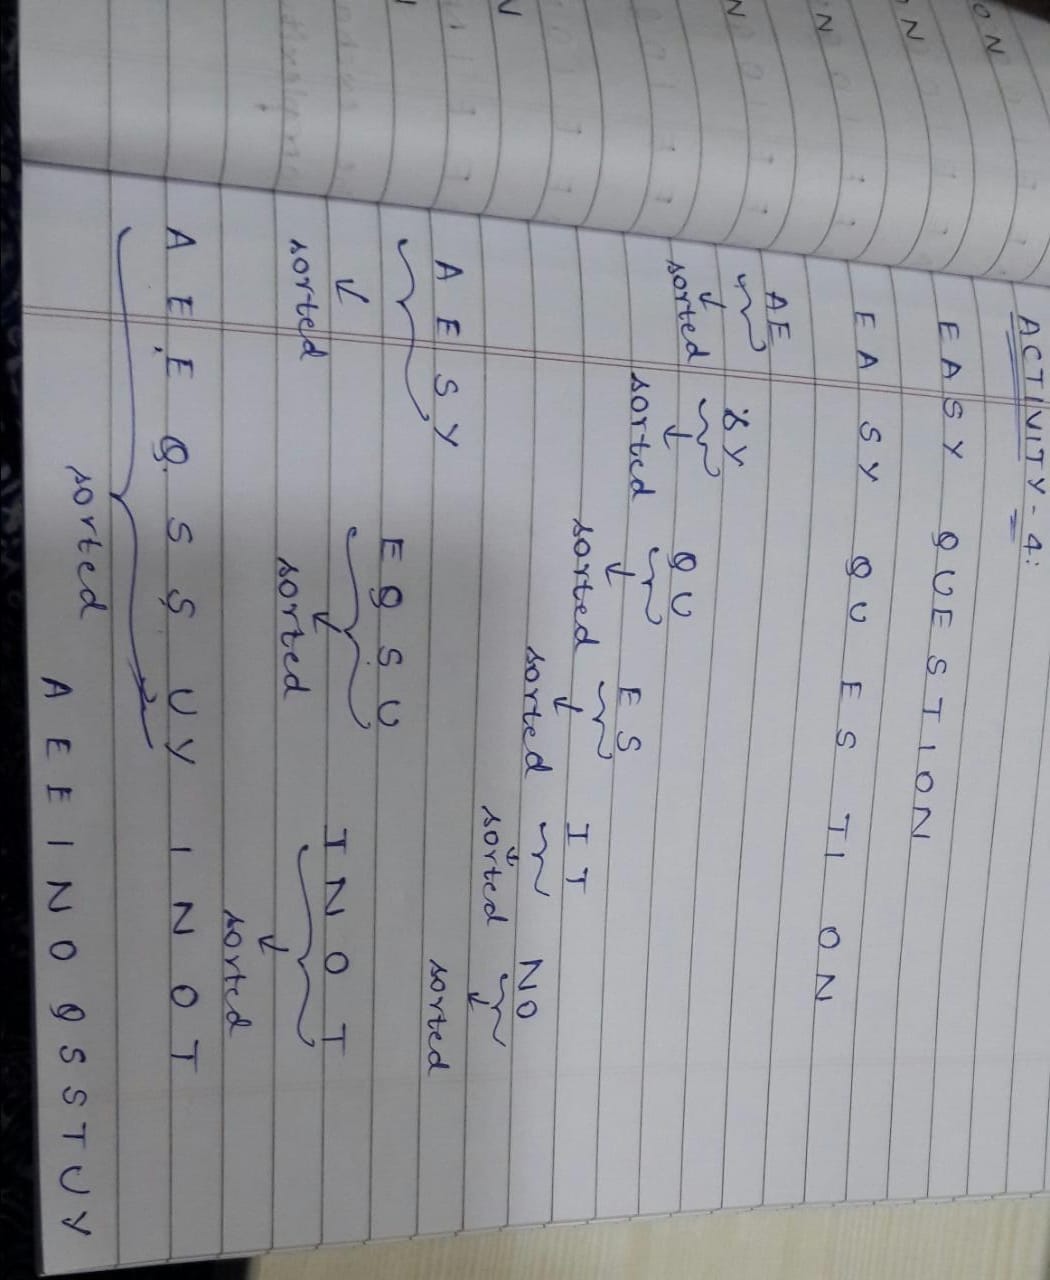 ACTIVITY - 4:
EASY QUESTION
EA SY QU ES TI ON
AE
SY
sorted QU
sorted ES
sorted IT
sorted NO
sorted
sorted
AESY
EQSU
INOT
sorted
sorted
sorted
AEEQSSUY INOT
sorted
AEEINOQSSTUY